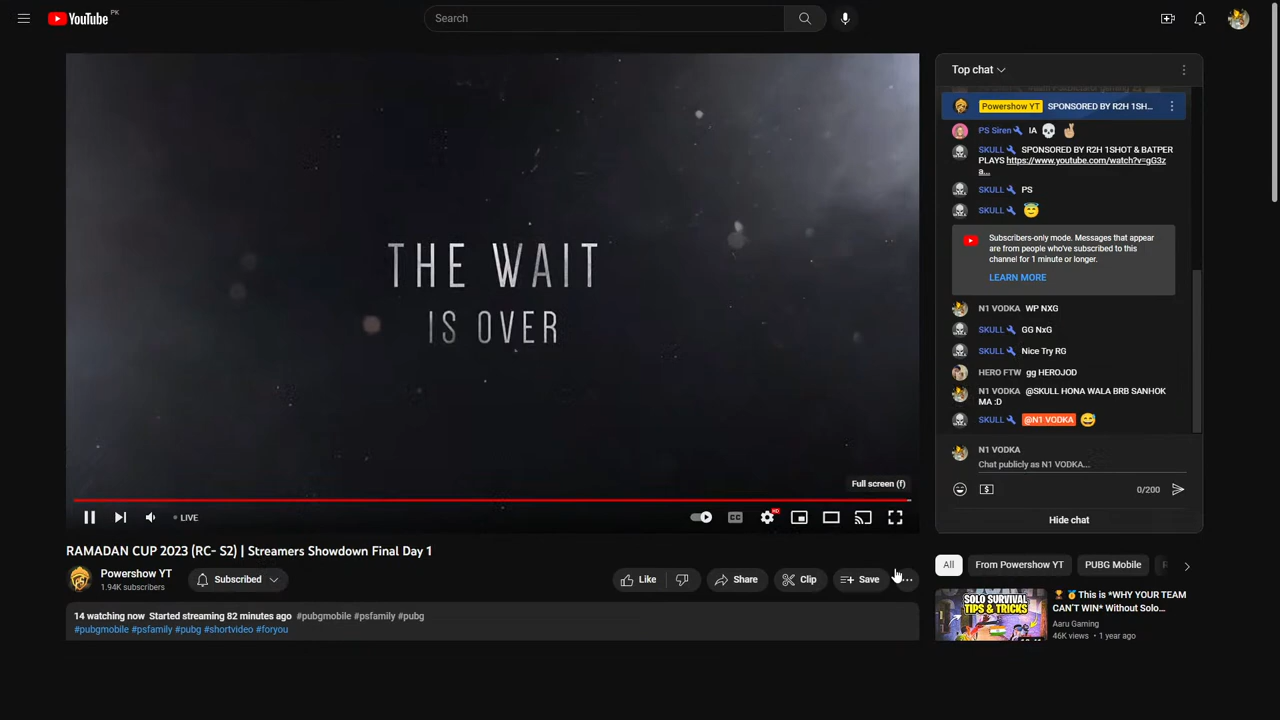 YouTube PK
Search
THE WAIT
IS OVER
Full screen (f)
LIVE
CC
HD
RAMADAN CUP 2023 (RC- S2) | Streamers Showdown Final Day 1
Powershow YT
1.94K subscribers
Subscribed
Like
Share
Clip
Save
14 watching now Started streaming 82 minutes ago #pubgmobile #psfamily #pubg
#pubgmobile #psfamily #pubg #shortvideo #foryou
Top chat
Powershow YT SPONSORED BY R2H 1SH...
PS Siren IA 💀 🤞
SKULL SPONSORED BY R2H 1SHOT & BATPER
PLAYS https://www.youtube.com/watch?v=gG3z
a...
SKULL PS
SKULL 😇
Subscribers-only mode. Messages that appear
are from people who've subscribed to this
channel for 1 minute or longer.
LEARN MORE
N1 VODKA WP NXG
SKULL GG NxG
SKULL Nice Try RG
HERO FTW gg HEROJOD
N1 VODKA @SKULL HONA WALA BRB SANHOK
MA :D
SKULL @N1 VODKA 😅
N1 VODKA
Chat publicly as N1 VODKA...
0/200
Hide chat
All
From Powershow YT
PUBG Mobile
SOLO SURVIVAL
TIPS & TRICKS
🏆 🥇 This is *WHY YOUR TEAM
CAN'T WIN* Without Solo...
Aaru Gaming
46K views • 1 year ago